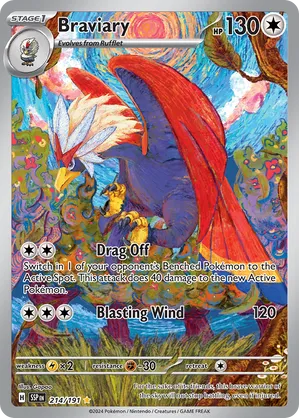 STAGE 1
Braviary
HP 130
Evolves from Rufflet
Drag Off
Switch in 1 of your opponent's Benched Pokémon to the
Active Spot. This attack does 40 damage to the new Active
Pokémon.
Blasting Wind 120
weakness ×2 resistance -30 retreat
Illus. Gapao
H SSP EN 214/191
For the sake of its friends, this brave warrior of
the sky will not stop battling, even if injured.
©2024 Pokémon / Nintendo / Creatures / GAME FREAK